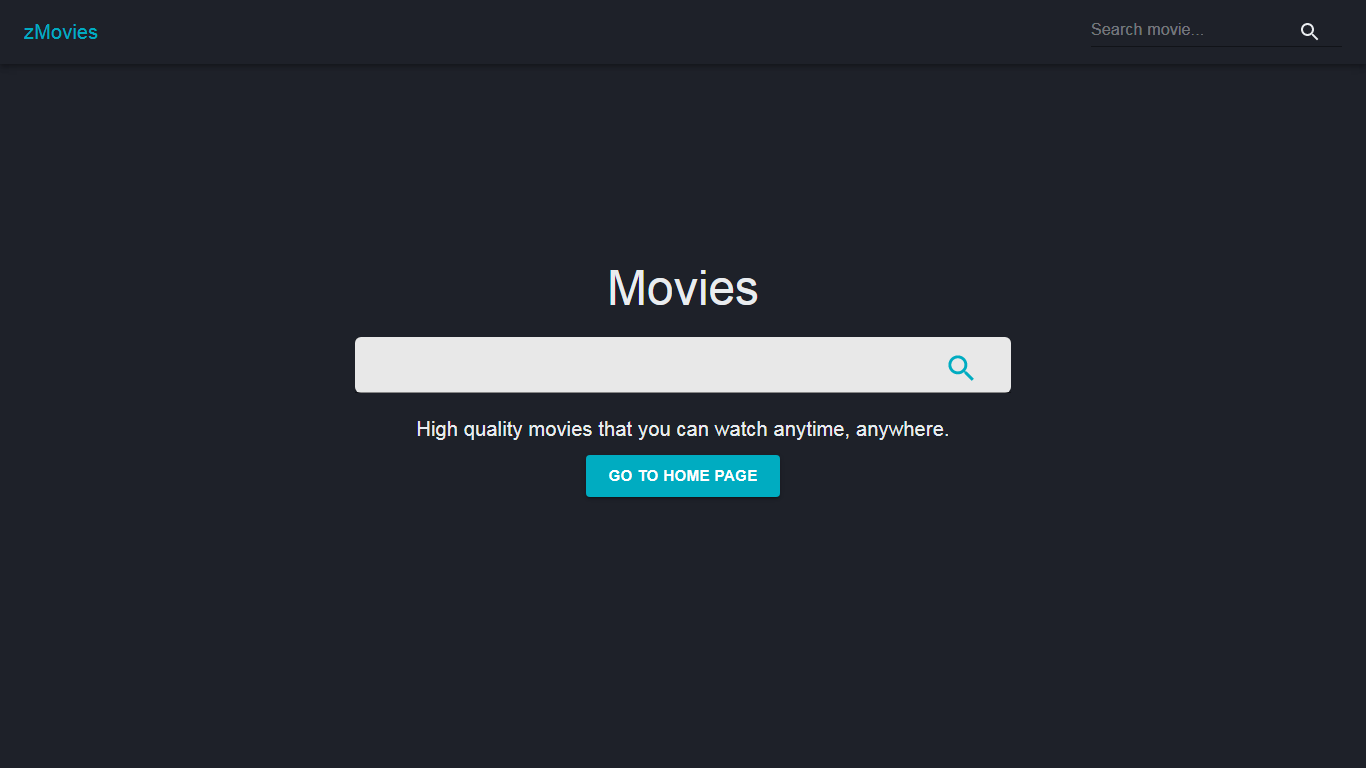 zMovies
Search movie...
Movies
High quality movies that you can watch anytime, anywhere.
GO TO HOME PAGE